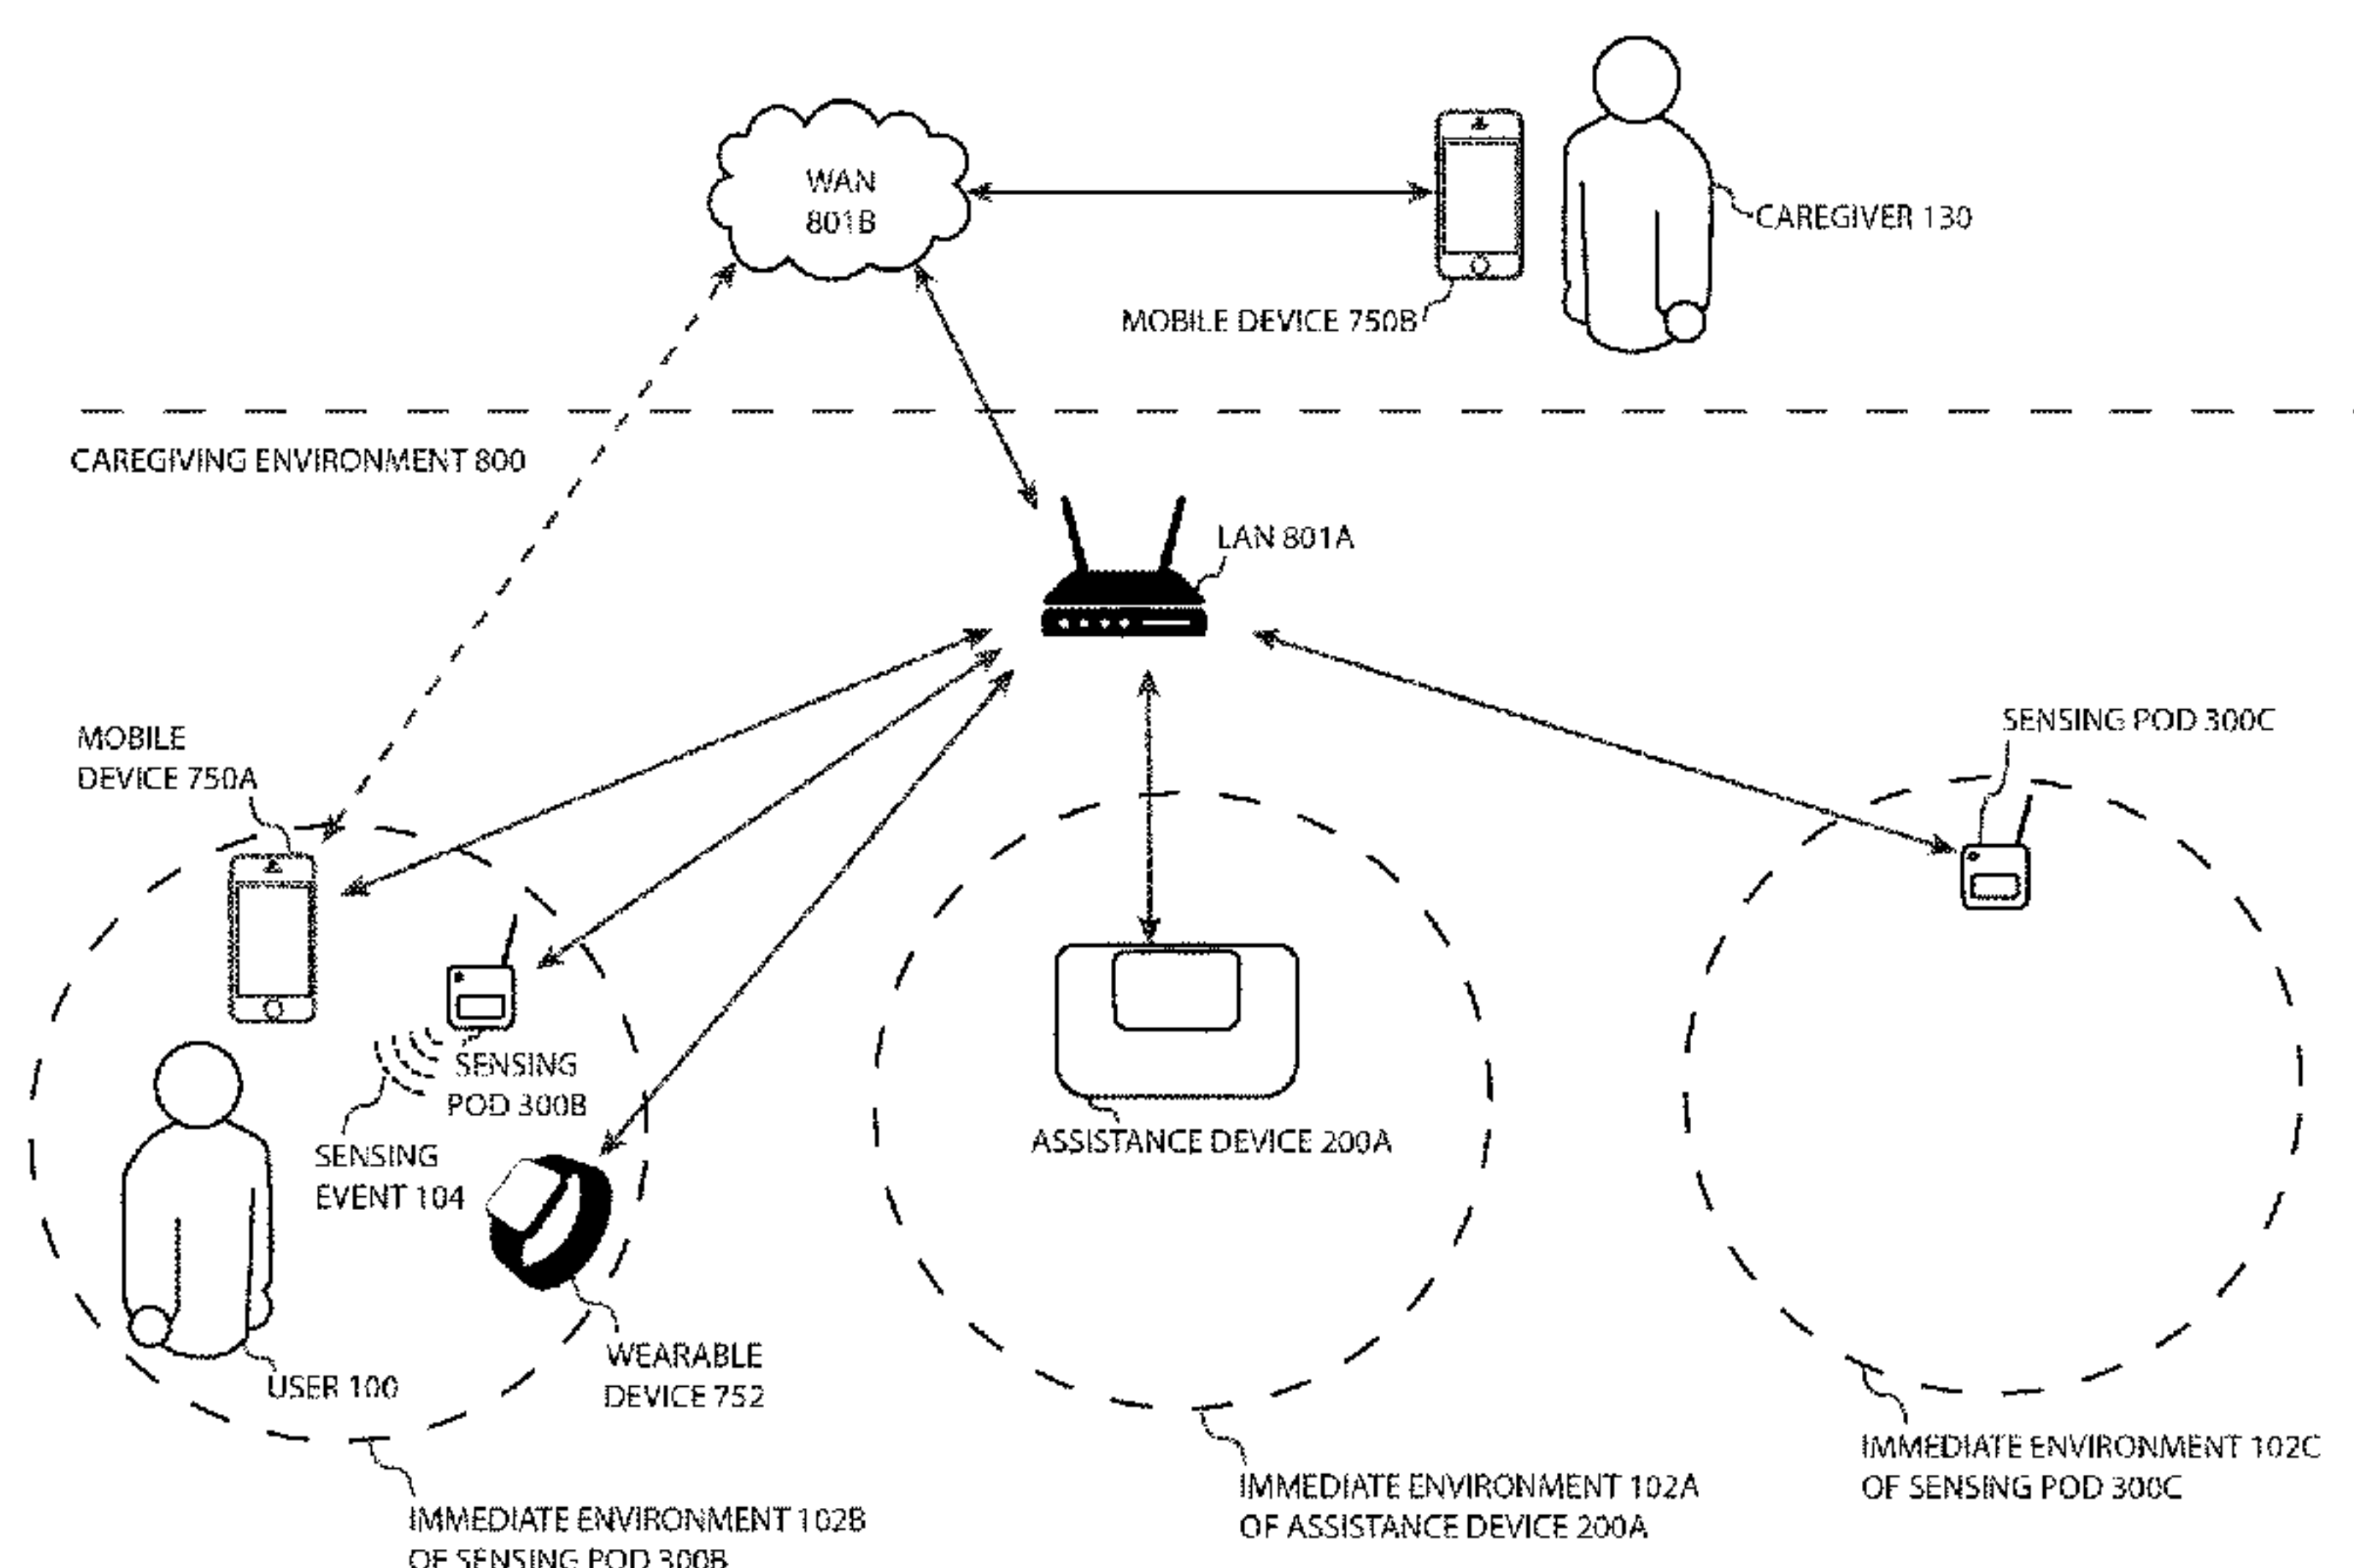 WAN
801B
CAREGIVER 130
MOBILE DEVICE 750B
CAREGIVING ENVIRONMENT 800
LAN 801A
MOBILE
DEVICE 750A
SENSING POD 300C
SENSING
POD 300B
SENSING
EVENT 104
ASSISTANCE DEVICE 200A
WEARABLE
DEVICE 752
USER 100
IMMEDIATE ENVIRONMENT 102B
OF SENSING POD 300B
IMMEDIATE ENVIRONMENT 102A
OF ASSISTANCE DEVICE 200A
IMMEDIATE ENVIRONMENT 102C
OF SENSING POD 300C